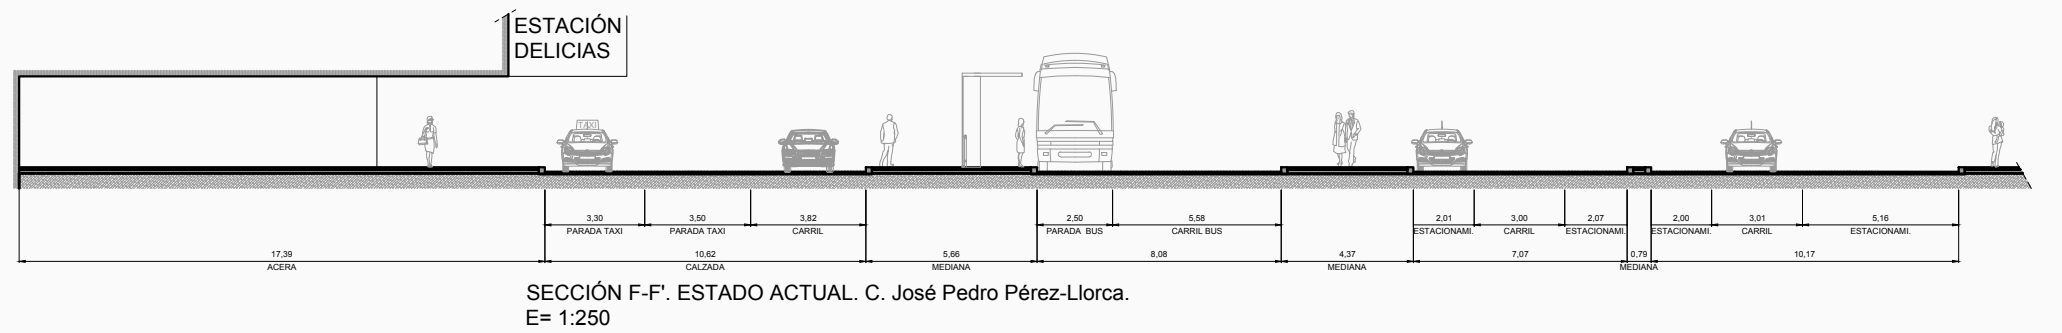 ESTACIÓN
DELICIAS
TAXI
3,30 3,50 3,82 2,50 5,58 2,01 3,00 2,07 2,00 3,01 5,16
PARADA TAXI PARADA TAXI CARRIL PARADA BUS CARRIL BUS ESTACIONAMI. CARRIL ESTACIONAMI. ESTACIONAMI. CARRIL ESTACIONAMI.
17,39 10,62 5,66 8,08 4,37 7,07 0,79 10,17
ACERA CALZADA MEDIANA MEDIANA MEDIANA
SECCIÓN F-F'. ESTADO ACTUAL. C. José Pedro Pérez-Llorca.
E= 1:250